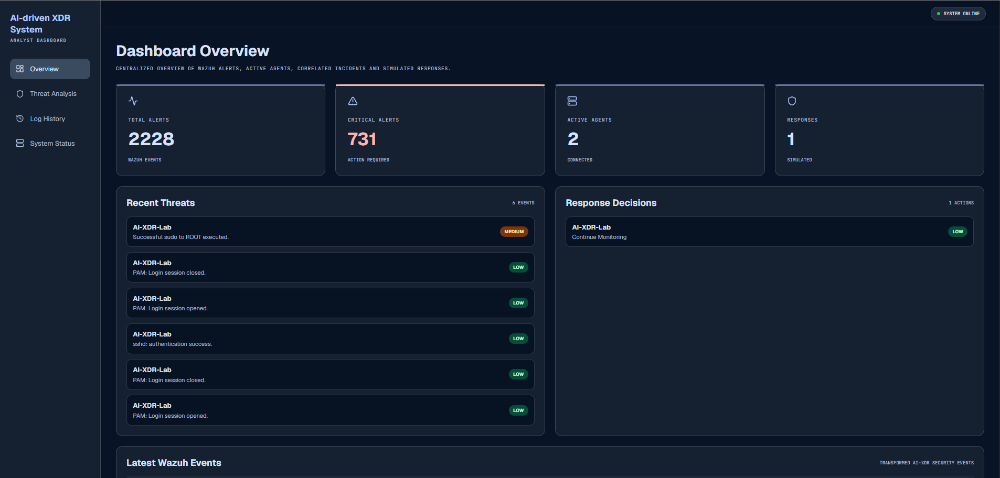 AI-driven XDR
System
ANALYST DASHBOARD
Overview
Threat Analysis
Log History
System Status
SYSTEM ONLINE
Dashboard Overview
CENTRALIZED OVERVIEW OF WAZUH ALERTS, ACTIVE AGENTS, CORRELATED INCIDENTS AND SIMULATED RESPONSES.
TOTAL ALERTS
2228
WAZUH EVENTS
CRITICAL ALERTS
731
ACTION REQUIRED
ACTIVE AGENTS
2
CONNECTED
RESPONSES
1
SIMULATED
Recent Threats
6 EVENTS
AI-XDR-Lab
Successful sudo to ROOT executed.
MEDIUM
AI-XDR-Lab
PAM: Login session closed.
LOW
AI-XDR-Lab
PAM: Login session opened.
LOW
AI-XDR-Lab
sshd: authentication success.
LOW
AI-XDR-Lab
PAM: Login session closed.
LOW
AI-XDR-Lab
PAM: Login session opened.
LOW
Response Decisions
1 ACTIONS
AI-XDR-Lab
Continue Monitoring
LOW
Latest Wazuh Events
TRANSFORMED AI-XDR SECURITY EVENTS